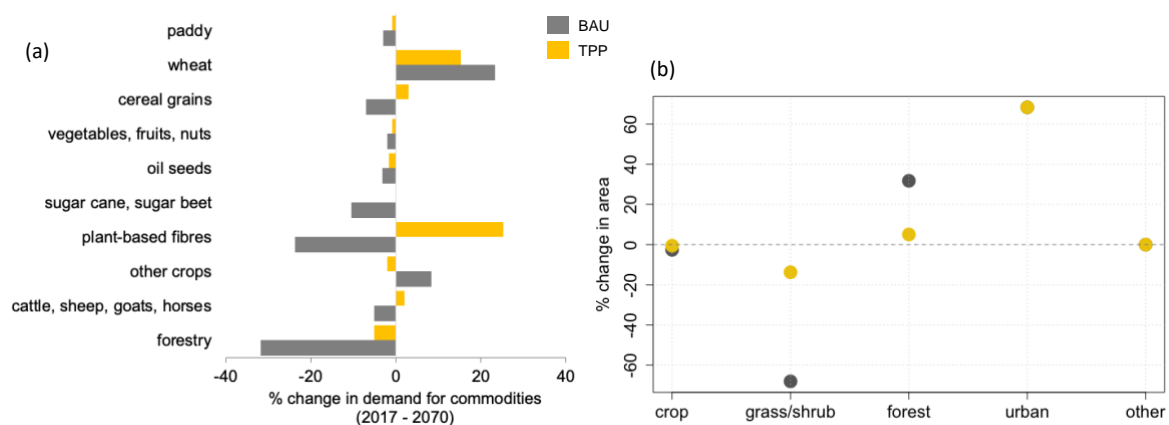 (a)
paddy
wheat
cereal grains
vegetables, fruits, nuts
oil seeds
sugar cane, sugar beet
plant-based fibres
other crops
cattle, sheep, goats, horses
forestry
-40 -20 0 20 40
% change in demand for commodities
(2017 - 2070)
BAU
TPP
(b)
% change in area
60
40
20
0
-20
-40
-60
crop grass/shrub forest urban other